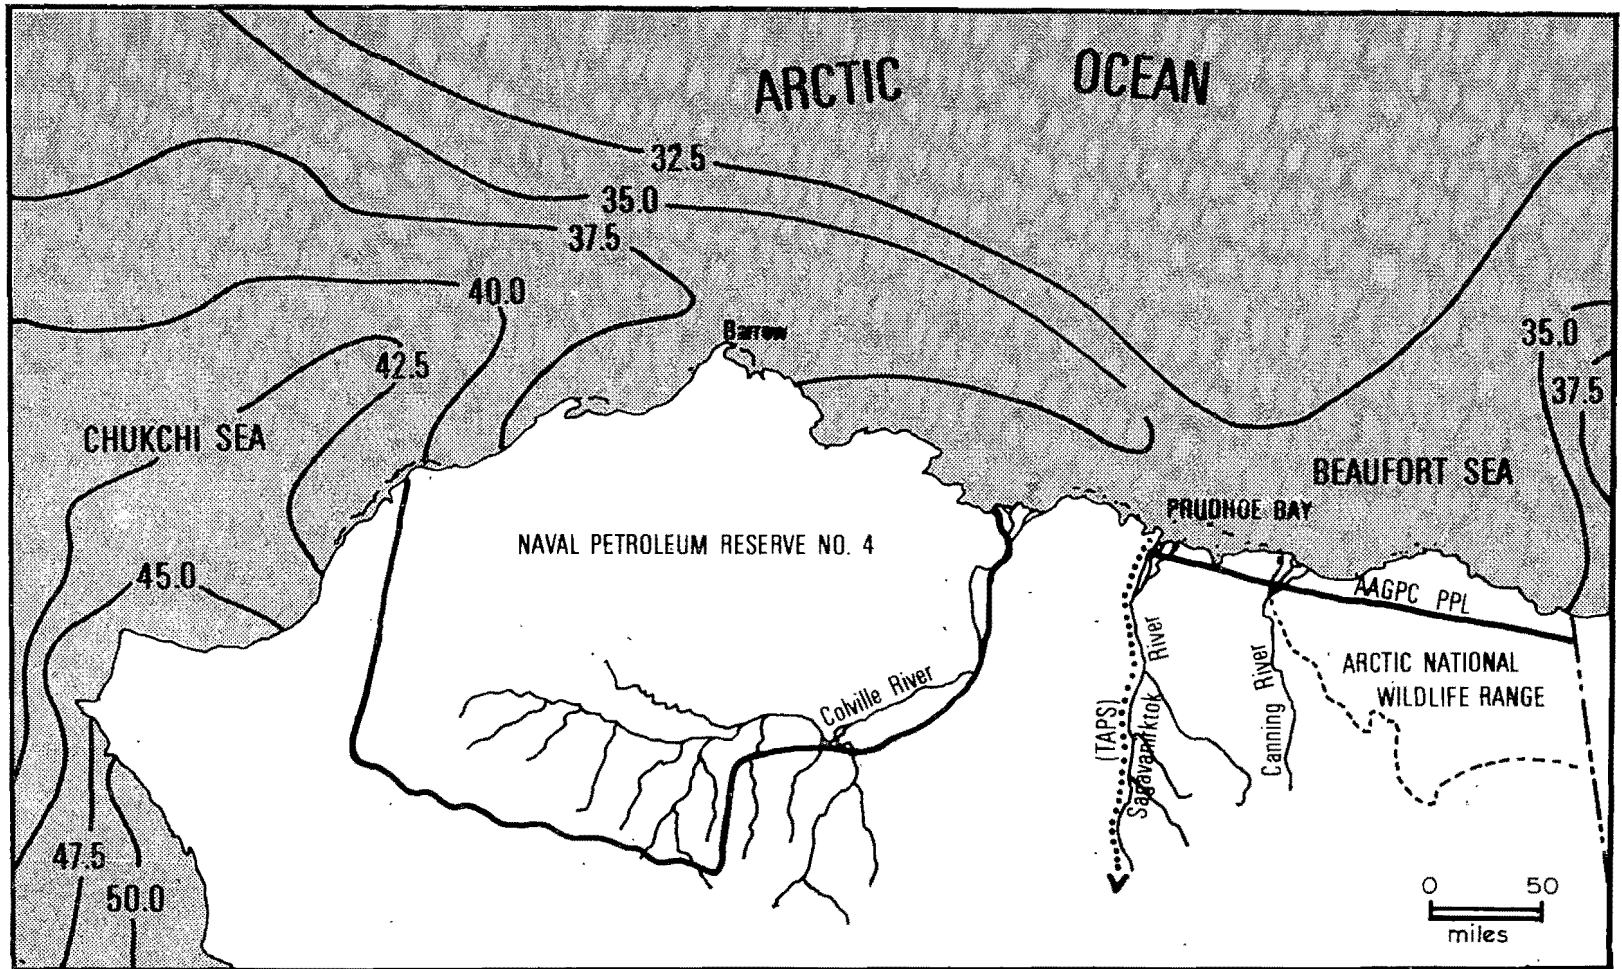 ARCTIC OCEAN
32.5
35.0
37.5
40.0
Barrow
35.0
42.5
37.5
CHUKCHI SEA
BEAUFORT SEA
PRUDHOE BAY
NAVAL PETROLEUM RESERVE NO. 4
45.0
AAGPC PPL
River
ARCTIC NATIONAL
WILDLIFE RANGE
Colville River
Canning River
(TAPS)
Sagavanirktok
47.5
50.0
0 50
miles